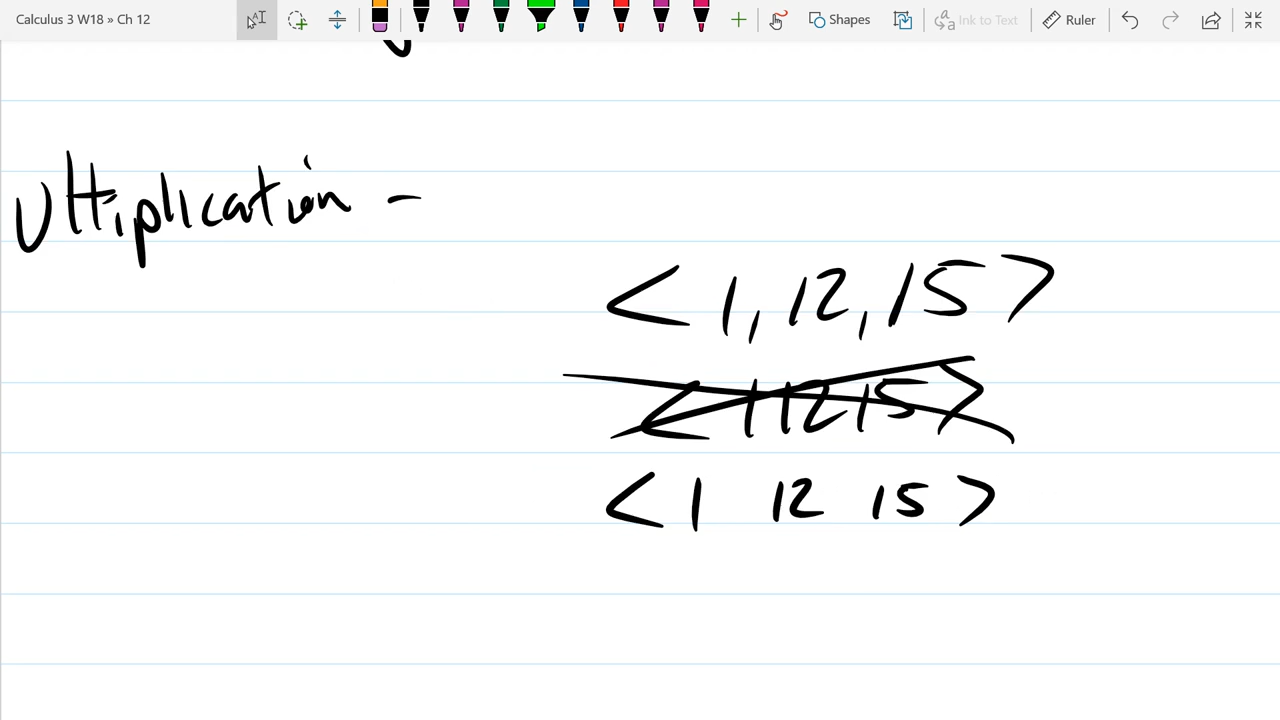 Calculus 3 W18 » Ch 12
Shapes
Ink to Text
Ruler
ultiplication -
< 1, 12, 15 >
< 1 12 15 >
< 1 12 15 >